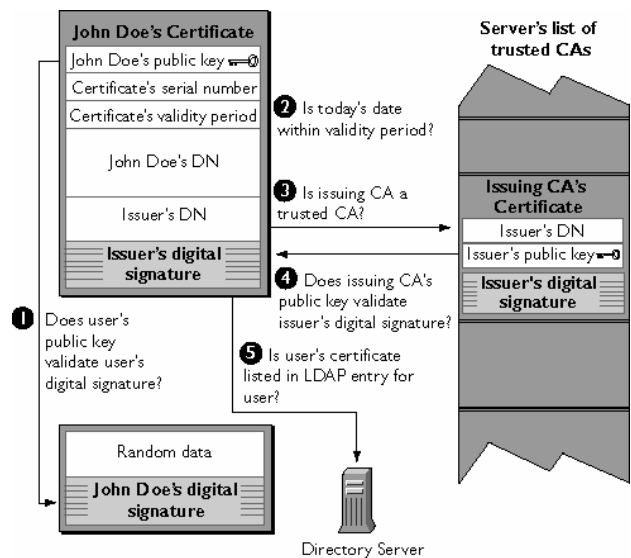 John Doe's Certificate
John Doe's public key
Certificate's serial number
Certificate's validity period
John Doe's DN
Issuer's DN
Issuer's digital
signature
Server's list of
trusted CAs
2 Is today's date
within validity period?
3 Is issuing CA a
trusted CA?
Issuing CA's
Certificate
Issuer's DN
Issuer's public key
Issuer's digital
signature
4 Does issuing CA's
public key validate
issuer's digital signature?
1 Does user's
public key
validate user's
digital signature?
5 Is user's certificate
listed in LDAP entry for
user?
Random data
John Doe's digital
signature
Directory Server